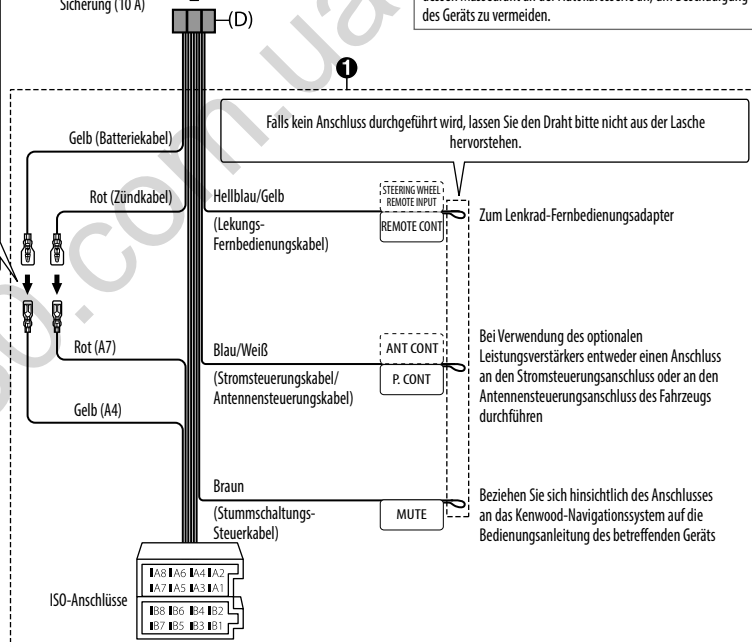 Sicherung (10 A)
(D)
des Geräts zu vermeiden.
1
Falls kein Anschluss durchgeführt wird, lassen Sie den Draht bitte nicht aus der Lasche
hervorstehen.
Gelb (Batteriekabel)
Rot (Zündkabel)
Hellblau/Gelb
(Lekungs-
Fernbedienungskabel)
STEERING WHEEL
REMOTE INPUT
REMOTE CONT
Zum Lenkrad-Fernbedienungsadapter
Rot (A7)
Gelb (A4)
Blau/Weiß
(Stromsteuerungskabel/
Antennensteuerungskabel)
ANT CONT
P. CONT
Bei Verwendung des optionalen
Leistungsverstärkers entweder einen Anschluss
an den Stromsteuerungsanschluss oder an den
Antennensteuerungsanschluss des Fahrzeugs
durchführen
Braun
(Stummschaltungs-
Steuerkabel)
MUTE
Beziehen Sie sich hinsichtlich des Anschlusses
an das Kenwood-Navigationssystem auf die
Bedienungsanleitung des betreffenden Geräts
ISO-Anschlüsse
A8 A6 A4 A2
A7 A5 A3 A1
B8 B6 B4 B2
B7 B5 B3 B1
.com.ua